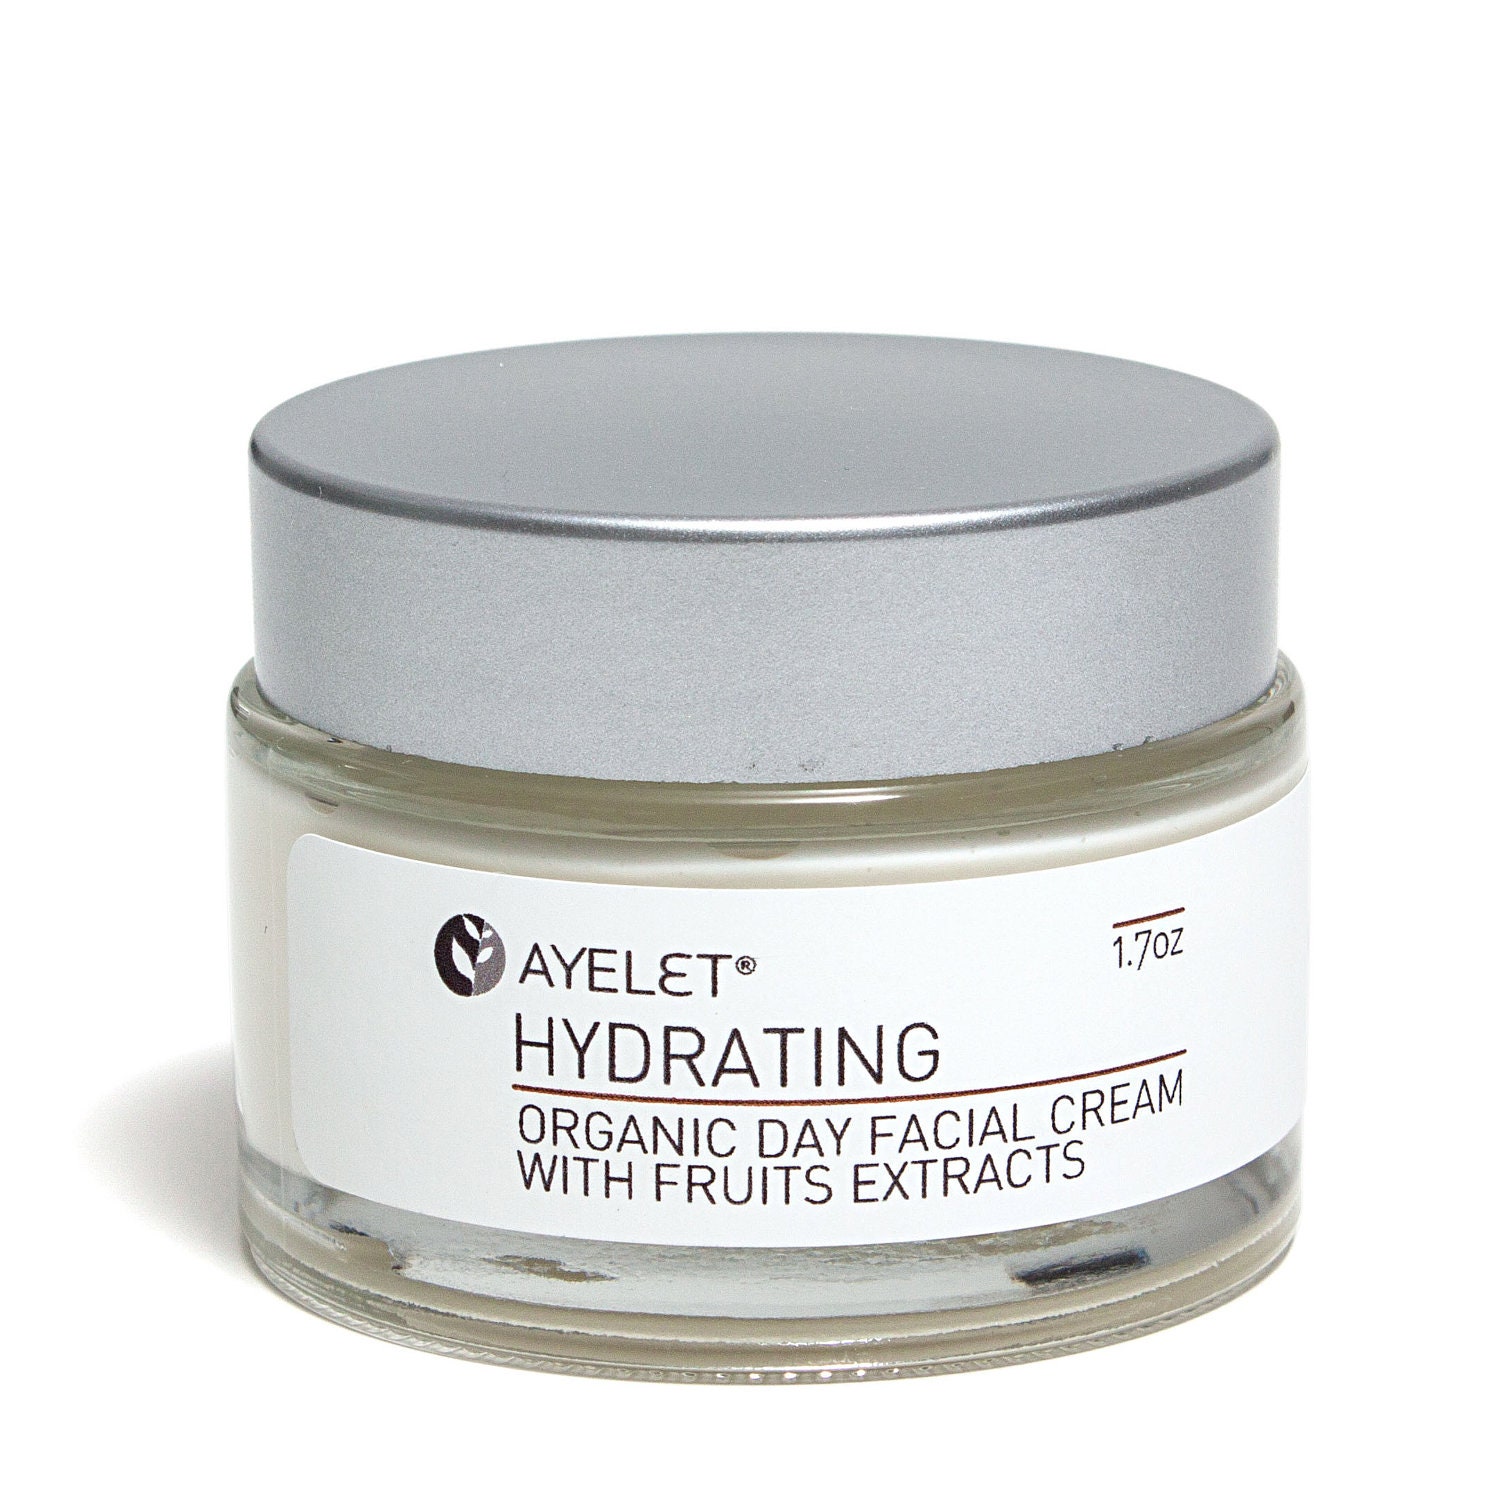 AYELET®
1.7oz
HYDRATING
ORGANIC DAY FACIAL CREAM
WITH FRUITS EXTRACTS